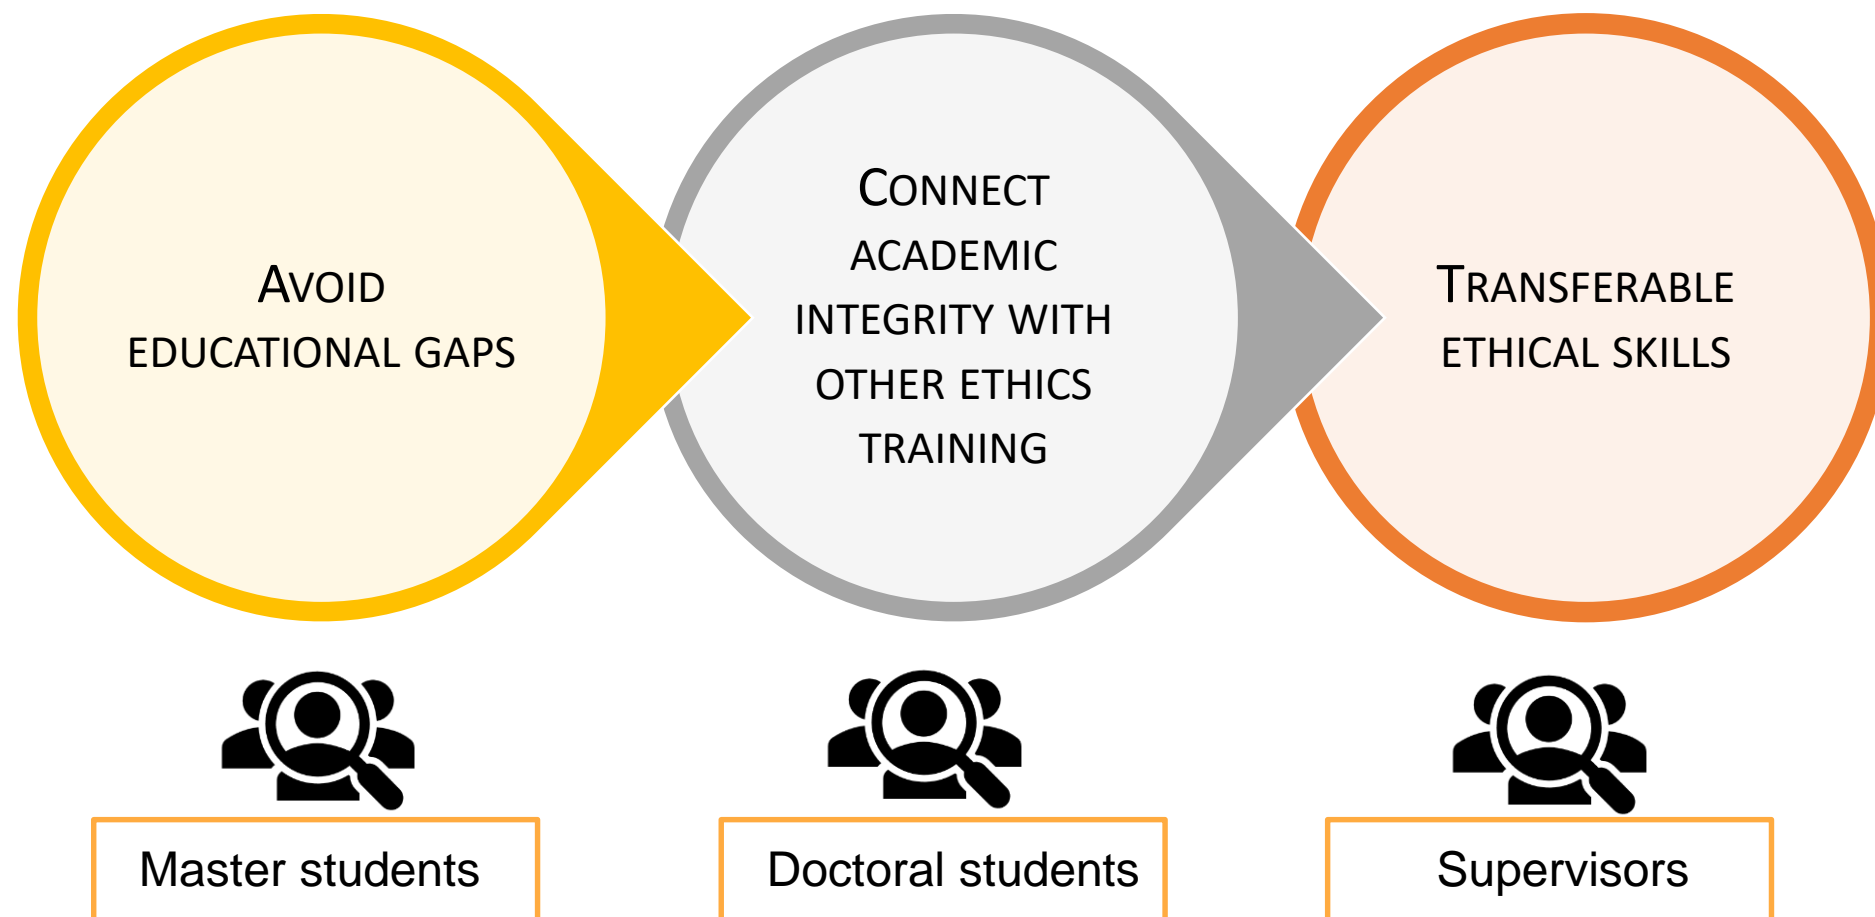 AVOID
EDUCATIONAL GAPS
CONNECT
ACADEMIC
INTEGRITY WITH
OTHER ETHICS
TRAINING
TRANSFERABLE
ETHICAL SKILLS
Master students
Doctoral students
Supervisors